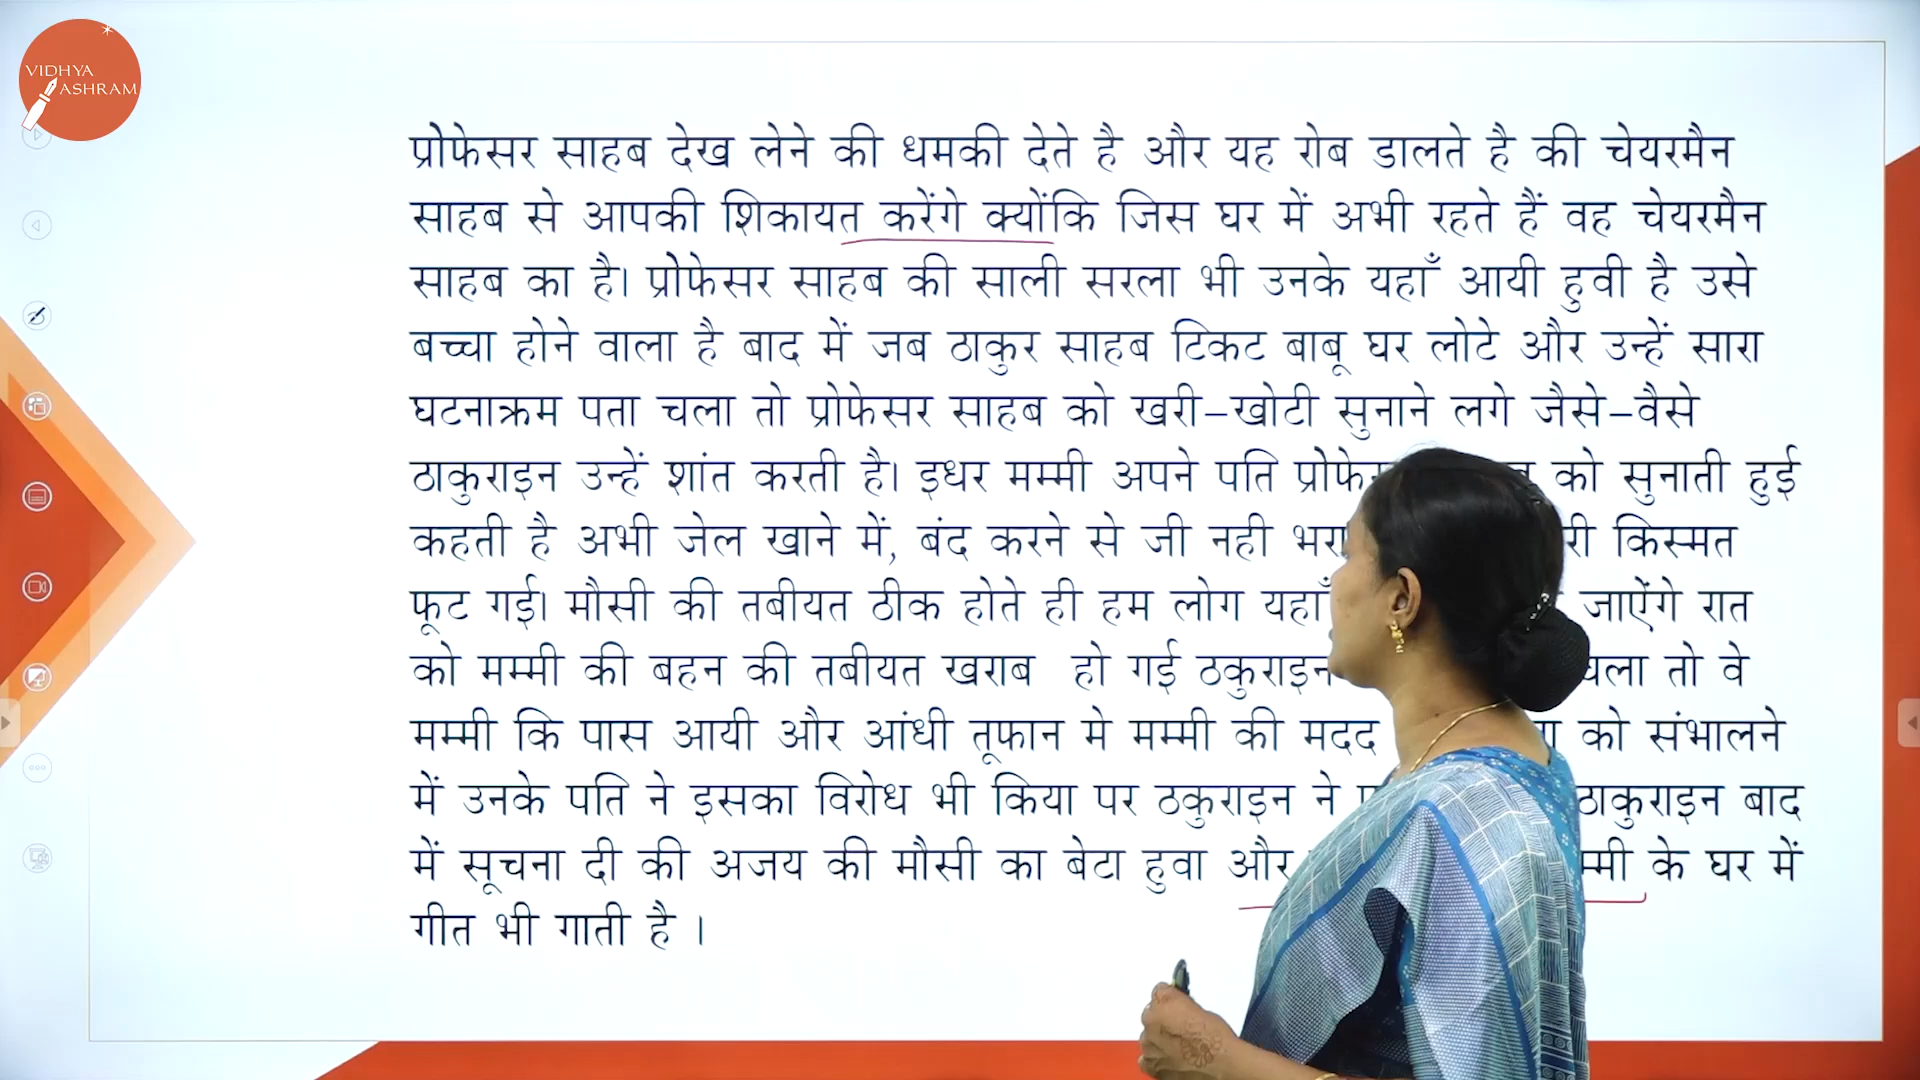 VIDHYA
ASHRAM
प्रोफेसर साहब देख लेने की धमकी देते है और यह रोब डालते है की चेयरमैन
साहब से आपकी शिकायत करेंगे क्योंकि जिस घर में अभी रहते हैं वह चेयरमैन
साहब का है। प्रोफेसर साहब की साली सरला भी उनके यहाँ आयी हुवी है उसे
बच्चा होने वाला है बाद में जब ठाकुर साहब टिकट बाबू घर लोटे और उन्हें सारा
घटनाक्रम पता चला तो प्रोफेसर साहब को खरी–खोटी सुनाने लगे जैसे–वैसे
ठाकुराइन उन्हें शांत करती है। इधर मम्मी अपने पति को सुनाती हुई
कहती है अभी जेल खाने में, बंद करने से जी नही किस्मत
फूट गई। मौसी की तबीयत ठीक होते ही हम लोग जाऐंगे रात
को मम्मी की बहन की तबीयत खराब हो गई ठकुराइन तो वे
मम्मी कि पास आयी और आंधी तूफान मे मम्मी की मदद को संभालने
में उनके पति ने इसका विरोध भी किया पर ठकुराइन ने ठाकुराइन बाद
में सूचना दी की अजय की मौसी का बेटा हुवा और के घर में
गीत भी गाती है ।